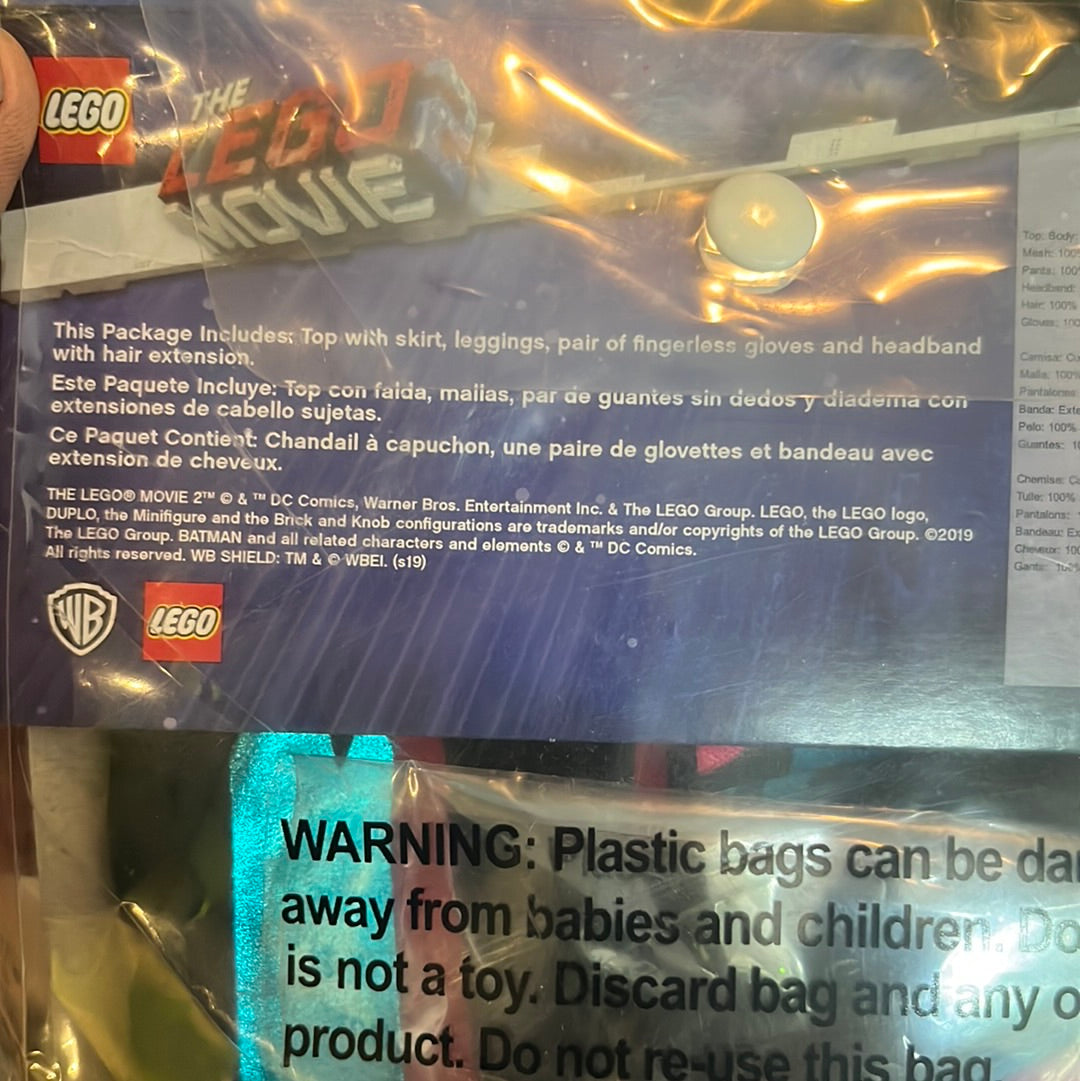 LEGO
THE
LEGO
MOVIE
This Package Includes: Top with skirt, leggings, pair of fingerless gloves and headband
with hair extension.
Este Paquete Incluye: Top con falda, mallas, par de guantes sin dedos y diadema con
extensiones de cabello sujetas.
Ce Paquet Contient: Chandail à capuchon, une paire de glovettes et bandeau avec
extension de cheveux.
THE LEGO® MOVIE 2™ © & ™ DC Comics, Warner Bros. Entertainment Inc. & The LEGO Group. LEGO, the LEGO logo,
DUPLO, the Minifigure and the Brick and Knob configurations are trademarks and/or copyrights of the LEGO Group. ©2019
The LEGO Group. BATMAN and all related characters and elements © & ™ DC Comics.
All rights reserved. WB SHIELD: TM & © WBEI. (s19)
WB LEGO
Top: Body:
Mesh: 100%
Pants: 100%
Headband:
Hair: 100%
Gloves: 100
Camisa: Cu
Malla: 100%
Pantalones
Banda: Exte
Pelo: 100%
Guantes: 10
Chemise: Co
Tulle: 100%
Pantalons:
Bandeau: Ex
Cheveux: 100
Gants: 100%
WARNING: Plastic bags can be dan
away from babies and children. Do
is not a toy. Discard bag and any o
product. Do not re-use this bag